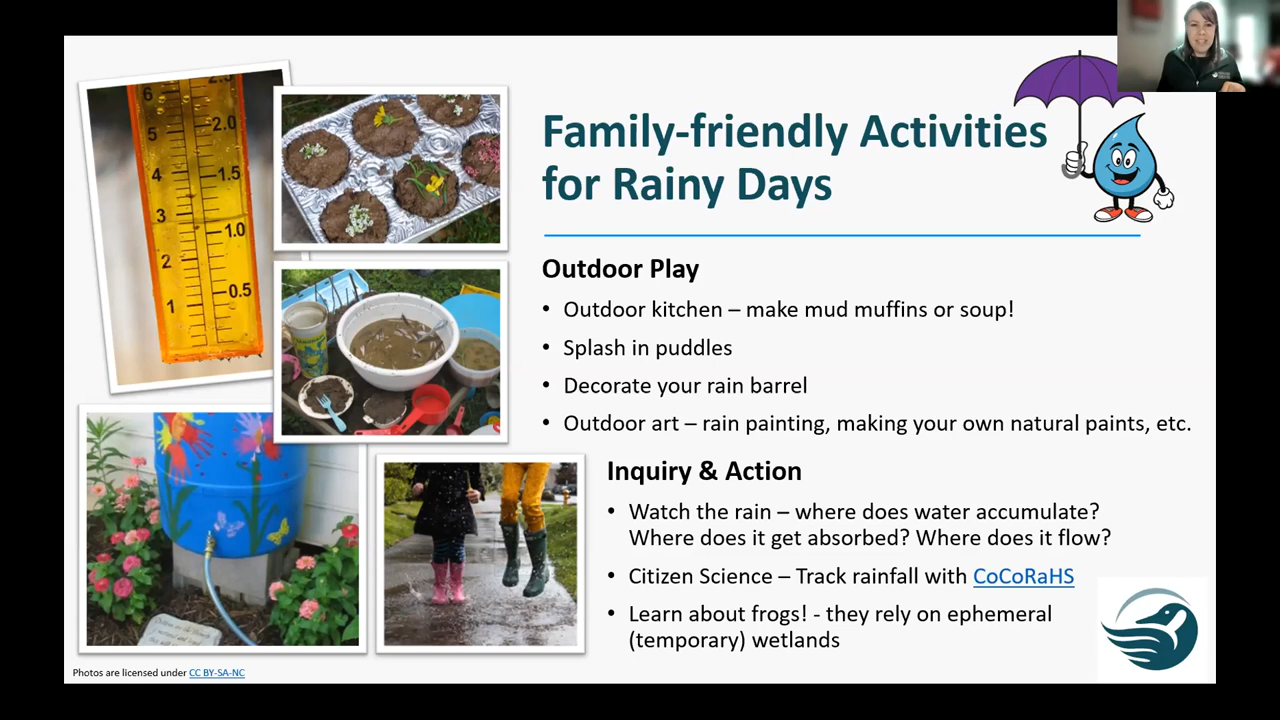 Family-friendly Activities
for Rainy Days
Outdoor Play
• Outdoor kitchen – make mud muffins or soup!
• Splash in puddles
• Decorate your rain barrel
• Outdoor art – rain painting, making your own natural paints, etc.
Inquiry & Action
• Watch the rain – where does water accumulate?
Where does it get absorbed? Where does it flow?
• Citizen Science – Track rainfall with CoCoRaHS
• Learn about frogs! - they rely on ephemeral
(temporary) wetlands
6
5
4
3
2
1
2.0
1.5
1.0
0.5
Photos are licensed under CC BY-SA-NC